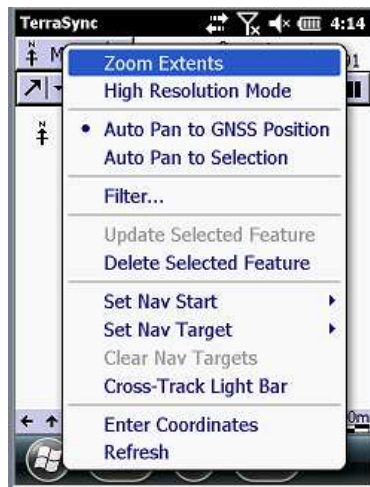 TerraSync 4:14
Zoom Extents
High Resolution Mode
Auto Pan to GNSS Position
Auto Pan to Selection
Filter...
Update Selected Feature
Delete Selected Feature
Set Nav Start
Set Nav Target
Clear Nav Targets
Cross-Track Light Bar
Enter Coordinates
Refresh